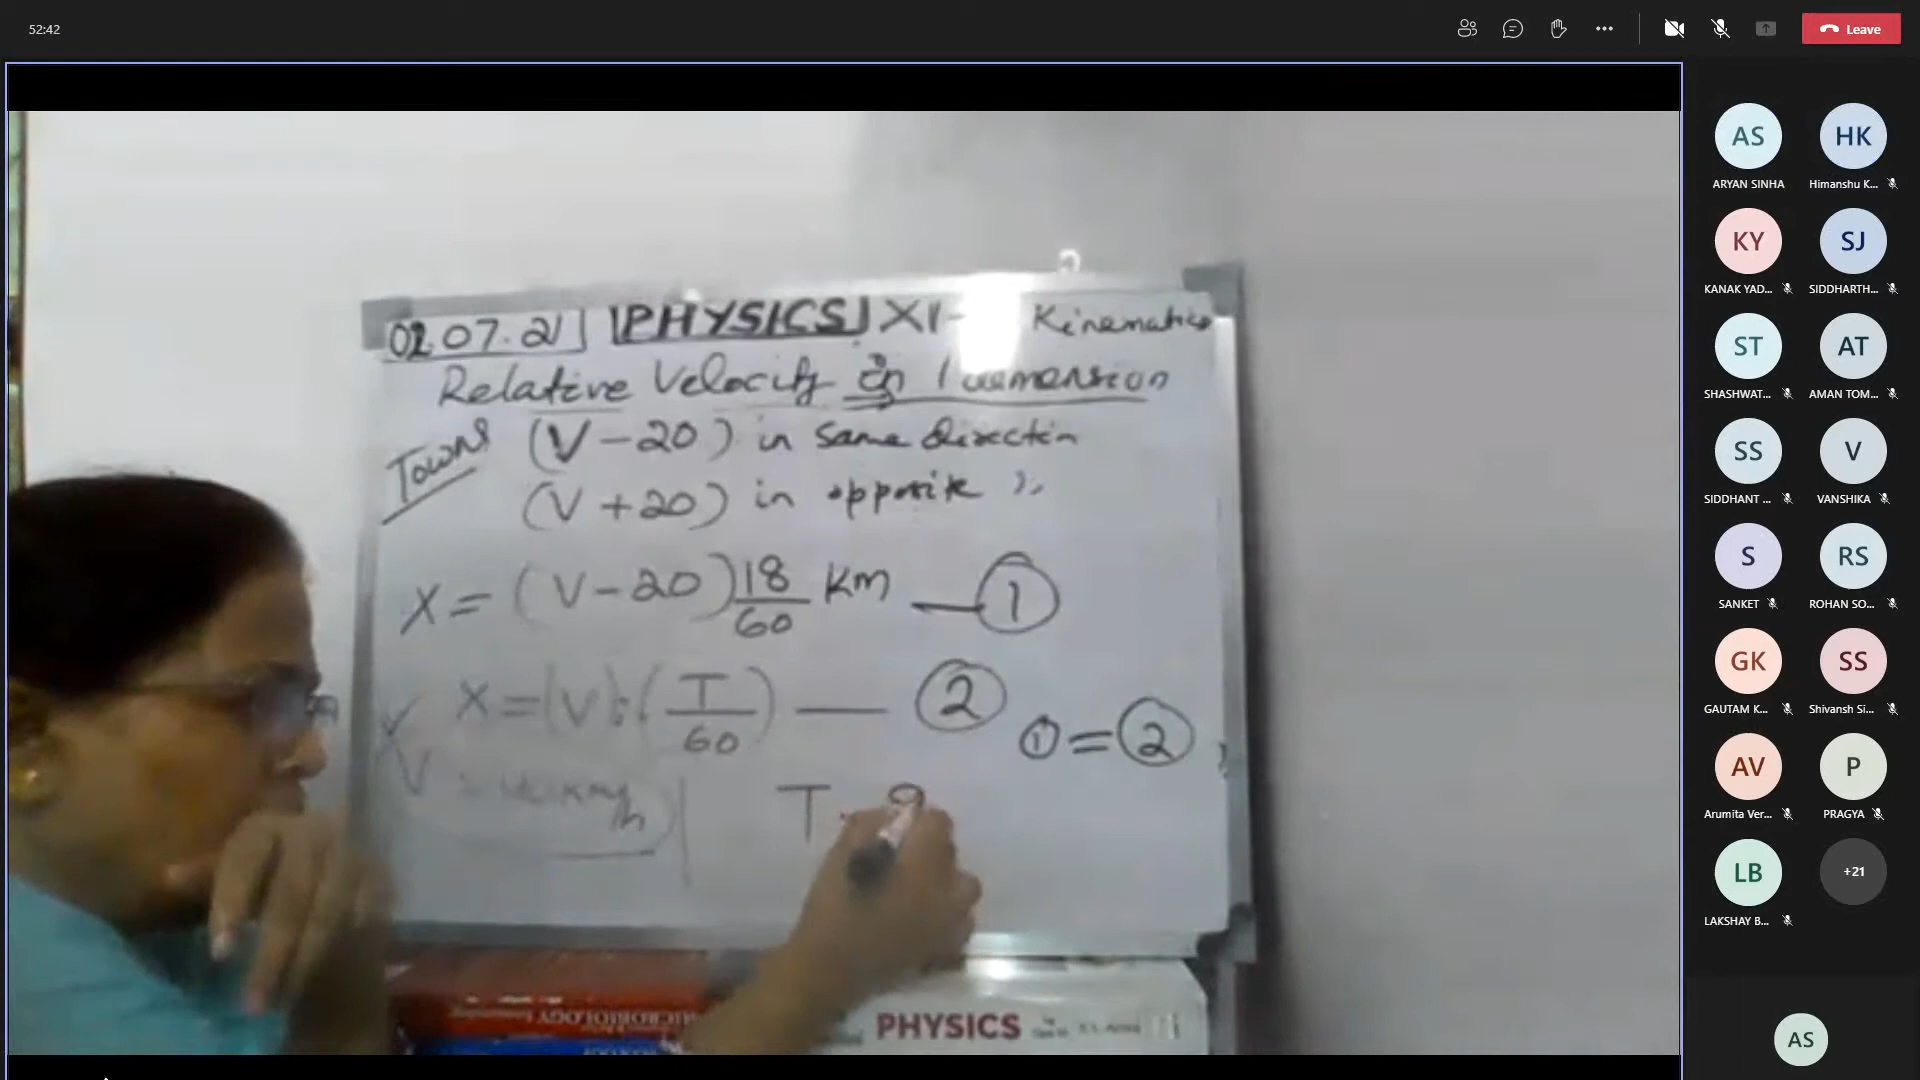 52:42
Leave
02.07.21 PHYSICS XI- Kinematics
Relative Velocity in 1 dimension
Towns (V-20) in same direction
(V+20) in opposite ",
X = (V-20) 18/60 Km — 1
X = (V) (T/60) — 2
1 = 2
V = 40 Km/h
T
MICROBIOLOGY
PHYSICS
AS
ARYAN SINHA
HK
Himanshu K...
KY
KANAK YAD...
SJ
SIDDHARTH...
ST
SHASHWAT...
AT
AMAN TOM...
SS
SIDDHANT ...
V
VANSHIKA
S
SANKET
RS
ROHAN SO...
GK
GAUTAM K...
SS
Shivansh Si...
AV
Arumita Ver...
P
PRAGYA
LB
LAKSHAY B...
+21
AS